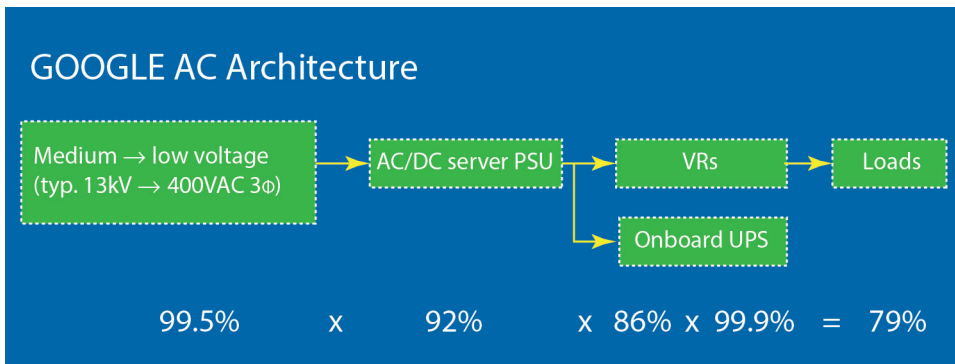 GOOGLE AC Architecture
Medium → low voltage
(typ. 13kV → 400VAC 3Φ)
AC/DC server PSU
VRs
Loads
Onboard UPS
99.5% x 92% x 86% x 99.9% = 79%